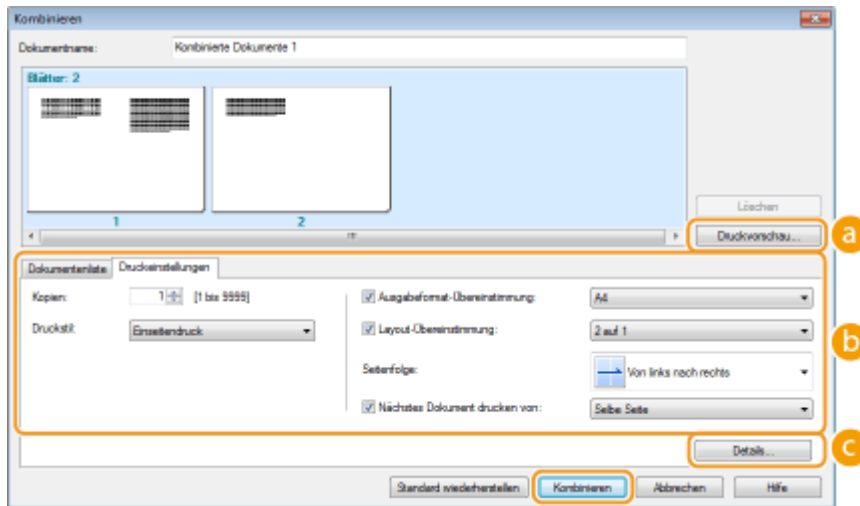 Kombinieren
Dokumentname: Kombinierte Dokumente 1
Blätter: 2
1 2
Löschen
Druckvorschau... a
Dokumentenliste Druckeinstellungen
Kopien: 1 [1 bis 9999] Ausgabeformat-Übereinstimmung: A4
Druckstil: Einseitendruck Layout-Übereinstimmung: 2 auf 1 b
Seitenfolge: Von links nach rechts
Nächstes Dokument drucken von: Selbe Seite
Details... c
Standard wiederherstellen Kombinieren Abbrechen Hilfe